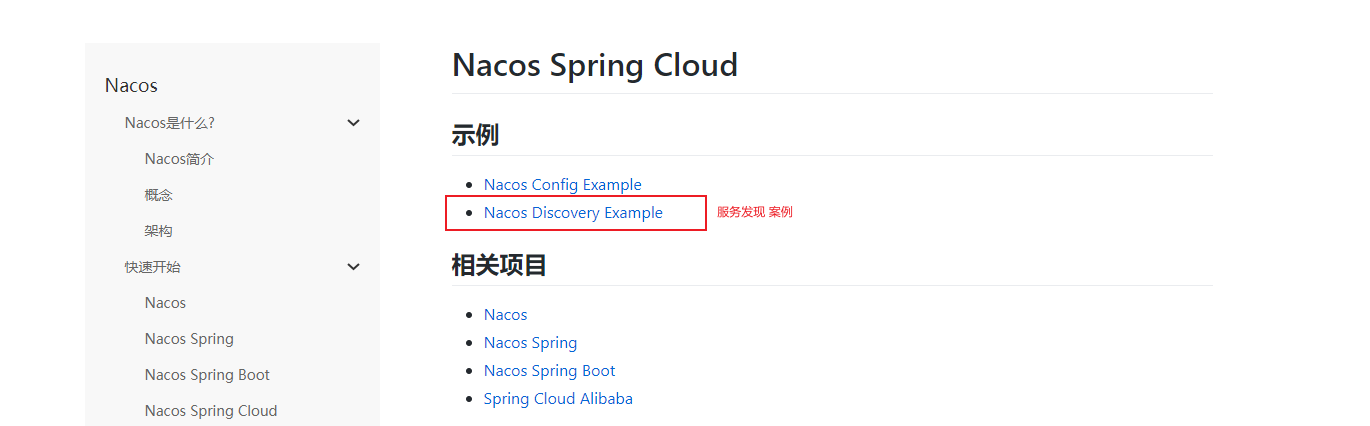 Nacos
Nacos是什么?
Nacos简介
概念
架构
快速开始
Nacos
Nacos Spring
Nacos Spring Boot
Nacos Spring Cloud
Nacos Spring Cloud
示例
Nacos Config Example
Nacos Discovery Example 服务发现 案例
相关项目
Nacos
Nacos Spring
Nacos Spring Boot
Spring Cloud Alibaba